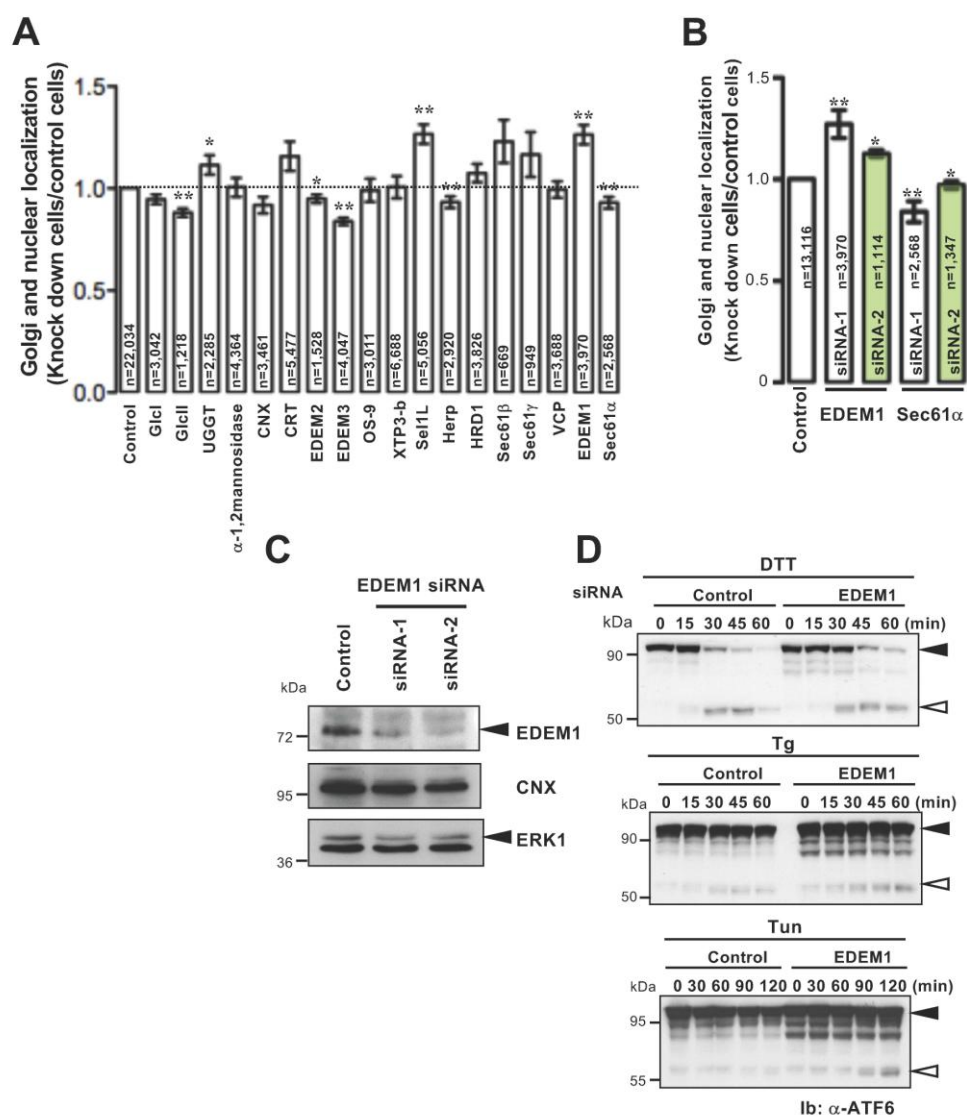 A
Golgi and nuclear localization
(Knock down cells/control cells)
1.5
1.0
0.5
0.0
*
**
*
**
**
**
**
**
n=22,034
n=3,042
n=1,218
n=2,285
n=4,364
n=3,461
n=5,477
n=1,528
n=4,047
n=3,011
n=6,688
n=5,056
n=2,920
n=3,826
n=669
n=949
n=3,688
n=3,970
n=2,568
Control
GlcI
GlcII
UGGT
α-1,2mannosidase
CNX
CRT
EDEM2
EDEM3
OS-9
XTP3-b
Sel1L
Herp
HRD1
Sec61β
Sec61γ
VCP
EDEM1
Sec61α
B
Golgi and nuclear localization
(Knock down cells/control cells)
1.5
1.0
0.5
0
**
*
**
*
n=13,116
siRNA-1 n=3,970
siRNA-2 n=1,114
siRNA-1 n=2,568
siRNA-2 n=1,347
Control
EDEM1 Sec61α
C
EDEM1 siRNA
Control
siRNA-1
siRNA-2
kDa
72
EDEM1
95
CNX
36
ERK1
D
DTT
siRNA Control EDEM1
kDa 0 15 30 45 60 0 15 30 45 60 (min)
90
50
Tg
Control EDEM1
kDa 0 15 30 45 60 0 15 30 45 60 (min)
90
50
Tun
Control EDEM1
kDa 0 30 60 90 120 0 30 60 90 120 (min)
95
55
Ib: α-ATF6